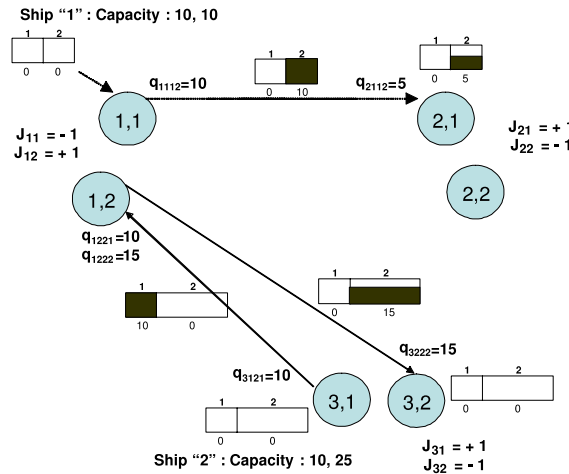 Ship “1” : Capacity : 10, 10
1 2
0 0
q1112=10
1 2
0 10
q2112=5
1 2
0 5
1,1
2,1
J11 = - 1
J12 = + 1
J21 = + 1
J22 = - 1
1,2
2,2
q1221=10
q1222=15
1 2
10 0
1 2
0 15
q3222=15
q3121=10
3,1
3,2
1 2
0 0
1 2
0 0
J31 = + 1
J32 = - 1
Ship “2” : Capacity : 10, 25